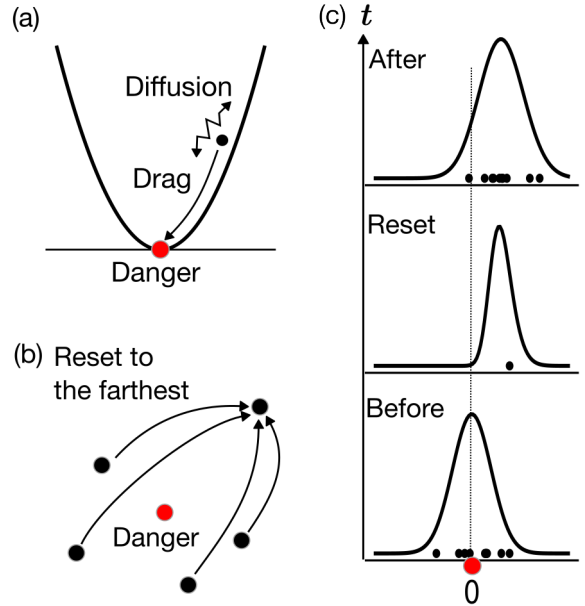 (a)
Diffusion
Drag
Danger
(b) Reset to
the farthest
Danger
(c) t
After
Reset
Before
0